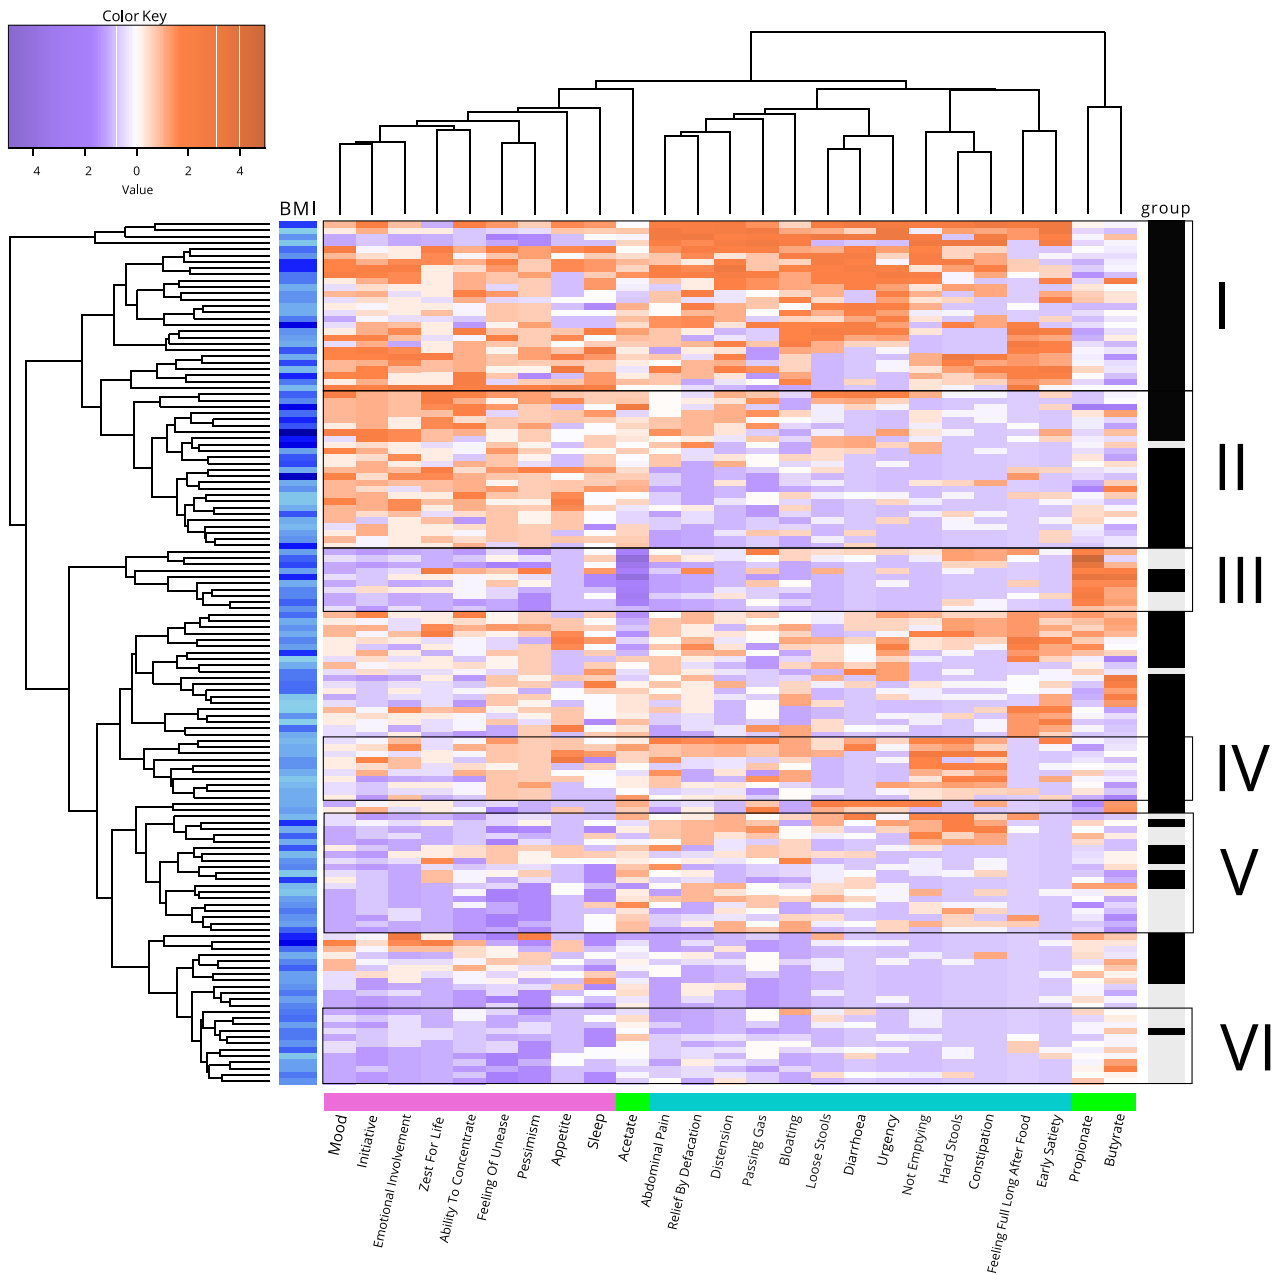 Color Key
4 2 0 2 4
Value
BMI
group
I
II
III
IV
V
VI
Mood
Initiative
Emotional Involvement
Zest For Life
Ability To Concentrate
Feeling Of Unease
Pessimism
Appetite
Sleep
Acetate
Abdominal Pain
Relief By Defacation
Distension
Passing Gas
Bloating
Loose Stools
Diarrhoea
Urgency
Not Emptying
Hard Stools
Constipation
Feeling Full Long After Food
Early Satiety
Propionate
Butyrate